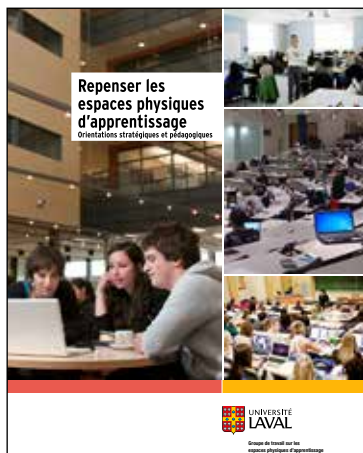 Repenser les
espaces physiques
d'apprentissage
Orientations stratégiques et pédagogiques
UNIVERSITÉ
LAVAL
Groupe de travail sur les
espaces physiques d'apprentissage